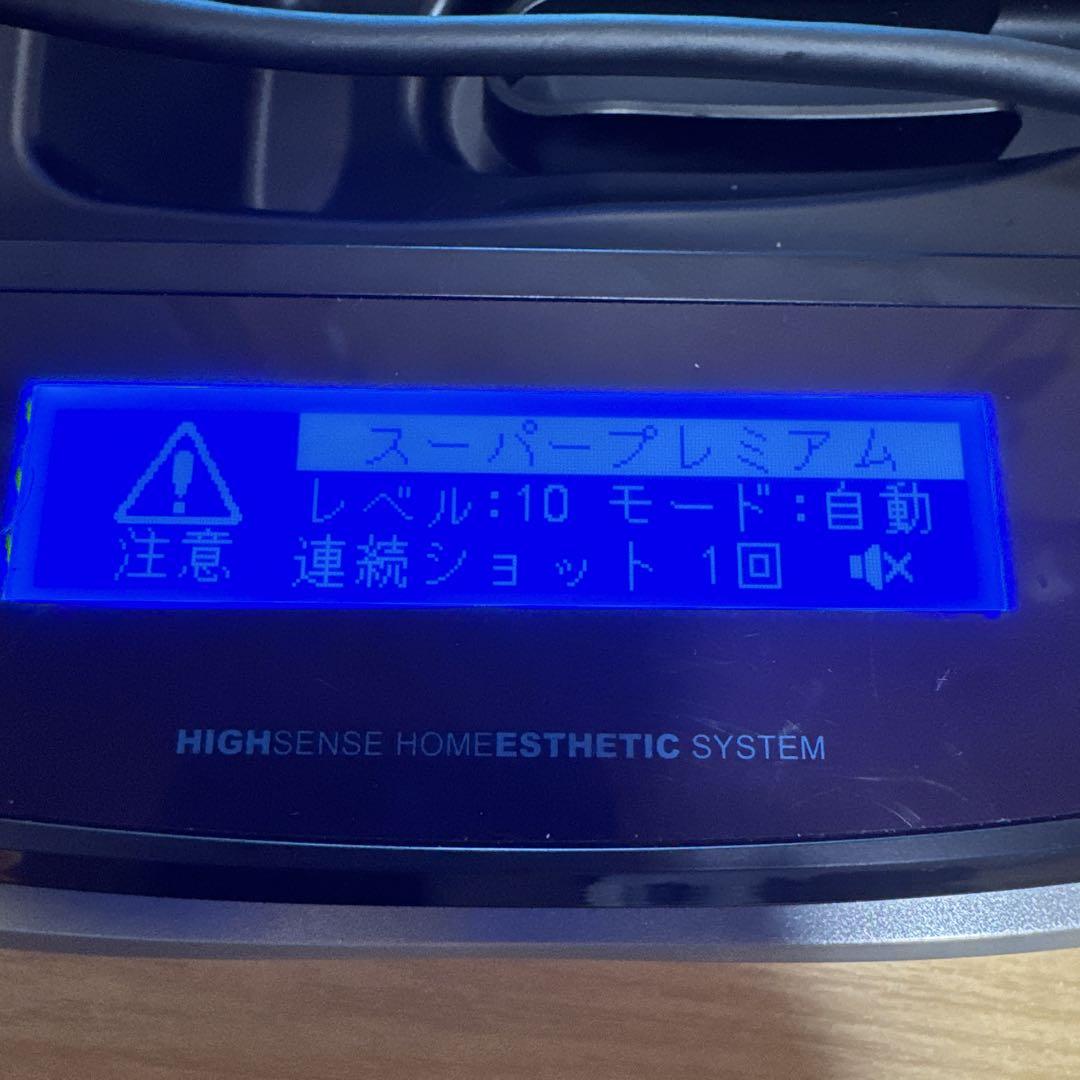 スーパープレミアム
レベル:10 モード:自動
注意 連続ショット 1回
HIGHSENSE HOMEESTHETIC SYSTEM